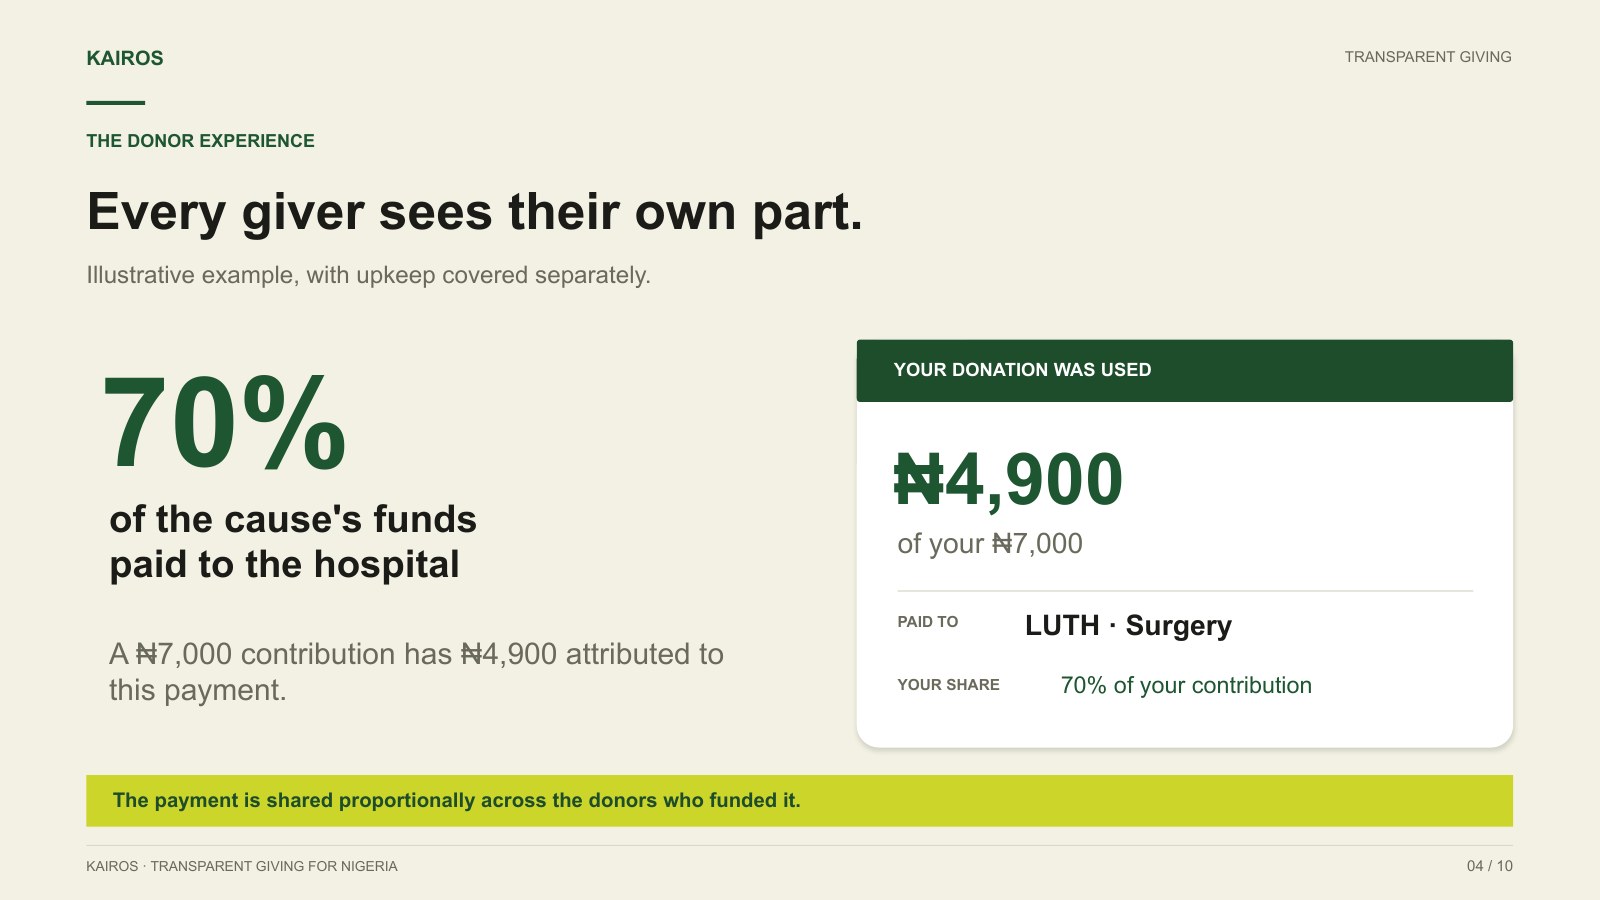 KAIROS
TRANSPARENT GIVING
THE DONOR EXPERIENCE
Every giver sees their own part.
Illustrative example, with upkeep covered separately.
70%
of the cause's funds
paid to the hospital
A ₦7,000 contribution has ₦4,900 attributed to
this payment.
YOUR DONATION WAS USED
₦4,900
of your ₦7,000
PAID TO LUTH · Surgery
YOUR SHARE 70% of your contribution
The payment is shared proportionally across the donors who funded it.
KAIROS · TRANSPARENT GIVING FOR NIGERIA
04 / 10